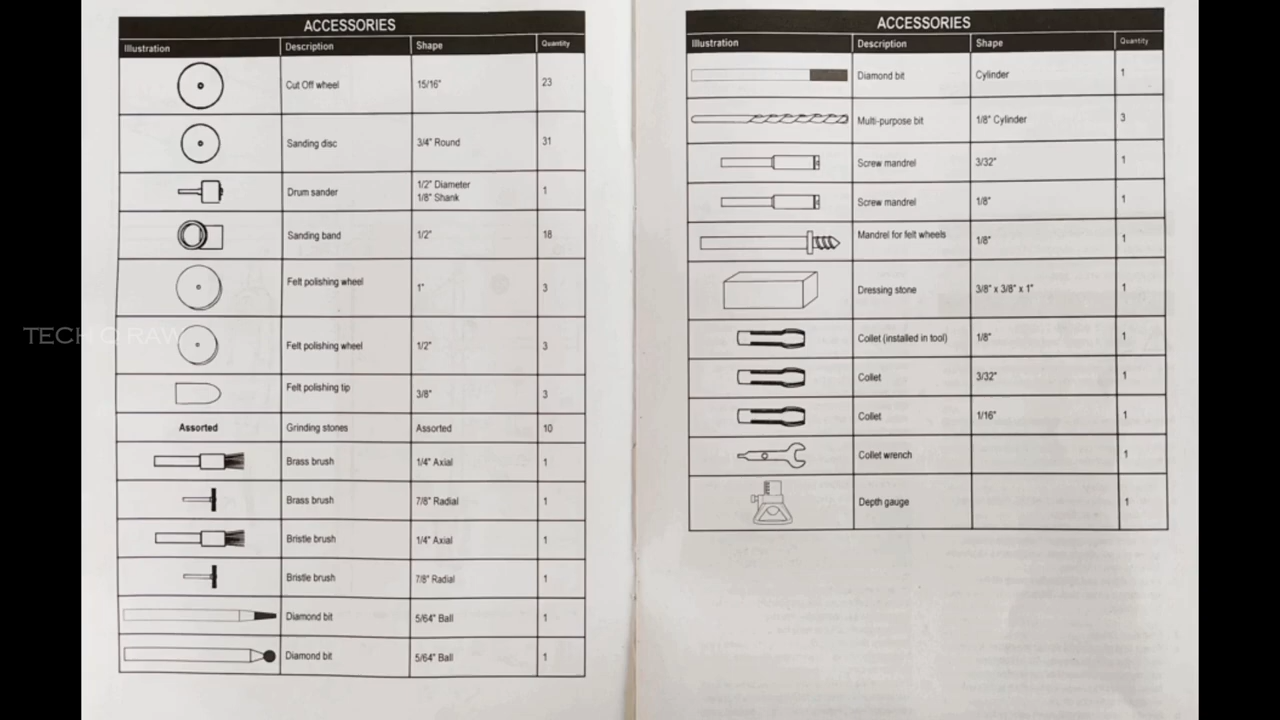 ACCESSORIES
Illustration Description Shape Quantity
Cut Off wheel 15/16" 23
Sanding disc 3/4" Round 31
Drum sander 1/2" Diameter 1
1/8" Shank
Sanding band 1/2" 18
Felt polishing wheel 1" 3
Felt polishing wheel 1/2" 3
Felt polishing tip 3/8" 3
Assorted Grinding stones Assorted 10
Brass brush 1/4" Axial 1
Brass brush 7/8" Radial 1
Bristle brush 1/4" Axial 1
Bristle brush 7/8" Radial 1
Diamond bit 5/64" Ball 1
Diamond bit 5/64" Ball 1
ACCESSORIES
Illustration Description Shape Quantity
Diamond bit Cylinder 1
Multi-purpose bit 1/8" Cylinder 3
Screw mandrel 3/32" 1
Screw mandrel 1/8" 1
Mandrel for felt wheels 1/8" 1
Dressing stone 3/8" x 3/8" x 1" 1
Collet (installed in tool) 1/8" 1
Collet 3/32" 1
Collet 1/16" 1
Collet wrench 1
Depth gauge 1
TECH Q RAW